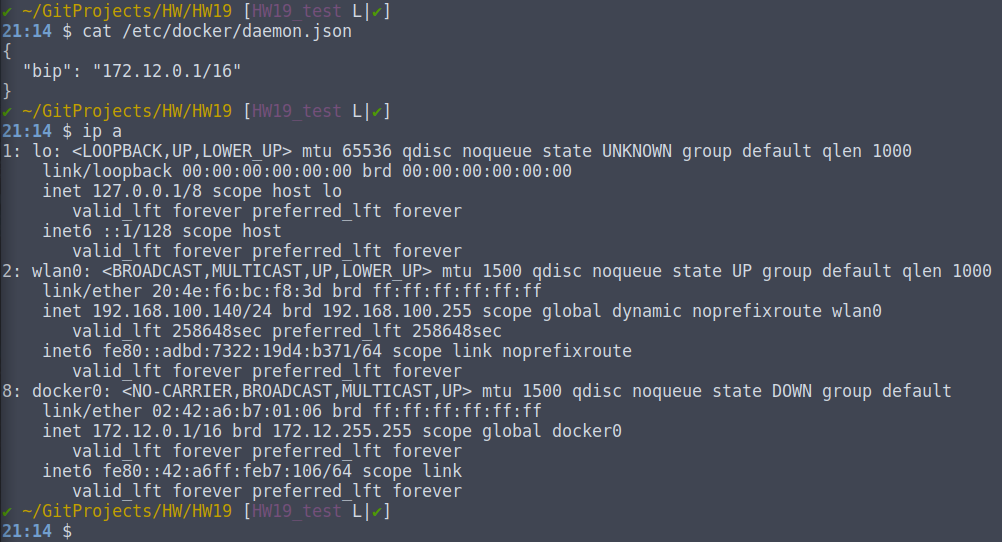 ✔ ~/GitProjects/HW/HW19 [HW19_test L|✔]
21:14 $ cat /etc/docker/daemon.json
{
  "bip": "172.12.0.1/16"
}
✔ ~/GitProjects/HW/HW19 [HW19_test L|✔]
21:14 $ ip a
1: lo: <LOOPBACK,UP,LOWER_UP> mtu 65536 qdisc noqueue state UNKNOWN group default qlen 1000
    link/loopback 00:00:00:00:00:00 brd 00:00:00:00:00:00
    inet 127.0.0.1/8 scope host lo
       valid_lft forever preferred_lft forever
    inet6 ::1/128 scope host
       valid_lft forever preferred_lft forever
2: wlan0: <BROADCAST,MULTICAST,UP,LOWER_UP> mtu 1500 qdisc noqueue state UP group default qlen 1000
    link/ether 20:4e:f6:bc:f8:3d brd ff:ff:ff:ff:ff:ff
    inet 192.168.100.140/24 brd 192.168.100.255 scope global dynamic noprefixroute wlan0
       valid_lft 258648sec preferred_lft 258648sec
    inet6 fe80::adbd:7322:19d4:b371/64 scope link noprefixroute
       valid_lft forever preferred_lft forever
8: docker0: <NO-CARRIER,BROADCAST,MULTICAST,UP> mtu 1500 qdisc noqueue state DOWN group default
    link/ether 02:42:a6:b7:01:06 brd ff:ff:ff:ff:ff:ff
    inet 172.12.0.1/16 brd 172.12.255.255 scope global docker0
       valid_lft forever preferred_lft forever
    inet6 fe80::42:a6ff:feb7:106/64 scope link
       valid_lft forever preferred_lft forever
✔ ~/GitProjects/HW/HW19 [HW19_test L|✔]
21:14 $